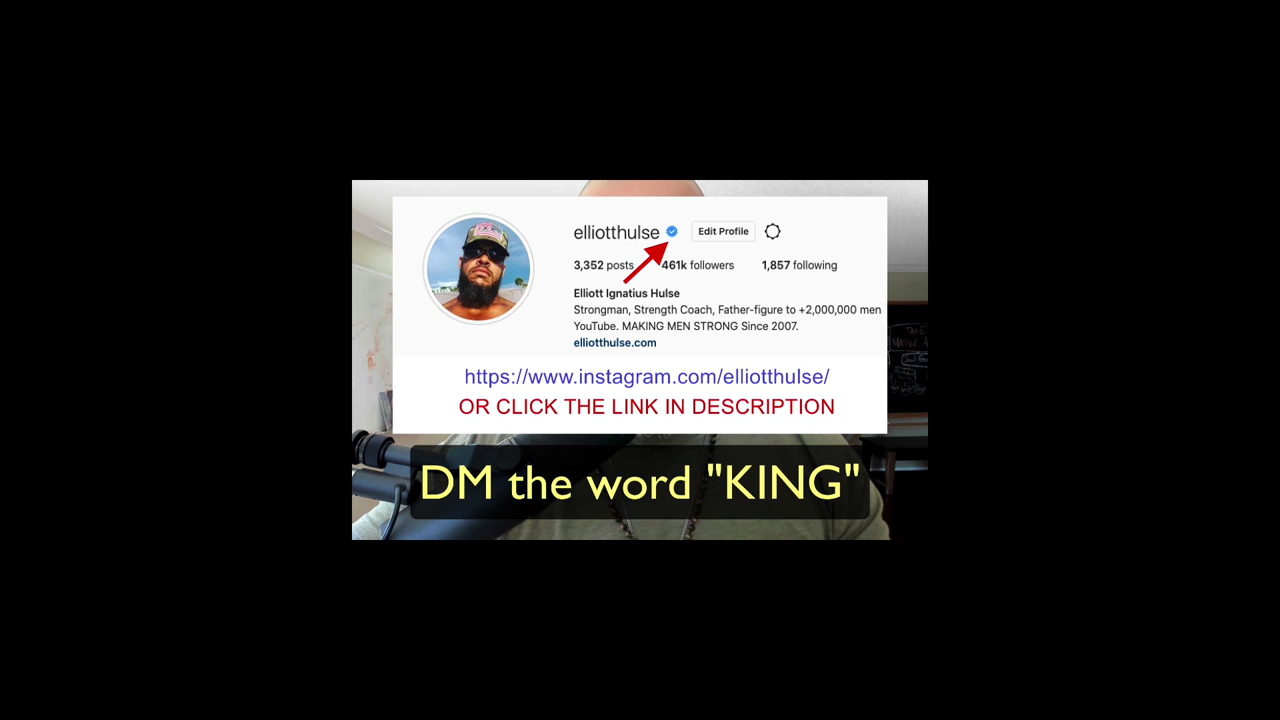 elliotthulse Edit Profile
3,352 posts 461k followers 1,857 following
Elliott Ignatius Hulse
Strongman, Strength Coach, Father-figure to +2,000,000 men
YouTube. MAKING MEN STRONG Since 2007.
elliotthulse.com
https://www.instagram.com/elliotthulse/
OR CLICK THE LINK IN DESCRIPTION
DM the word "KING"